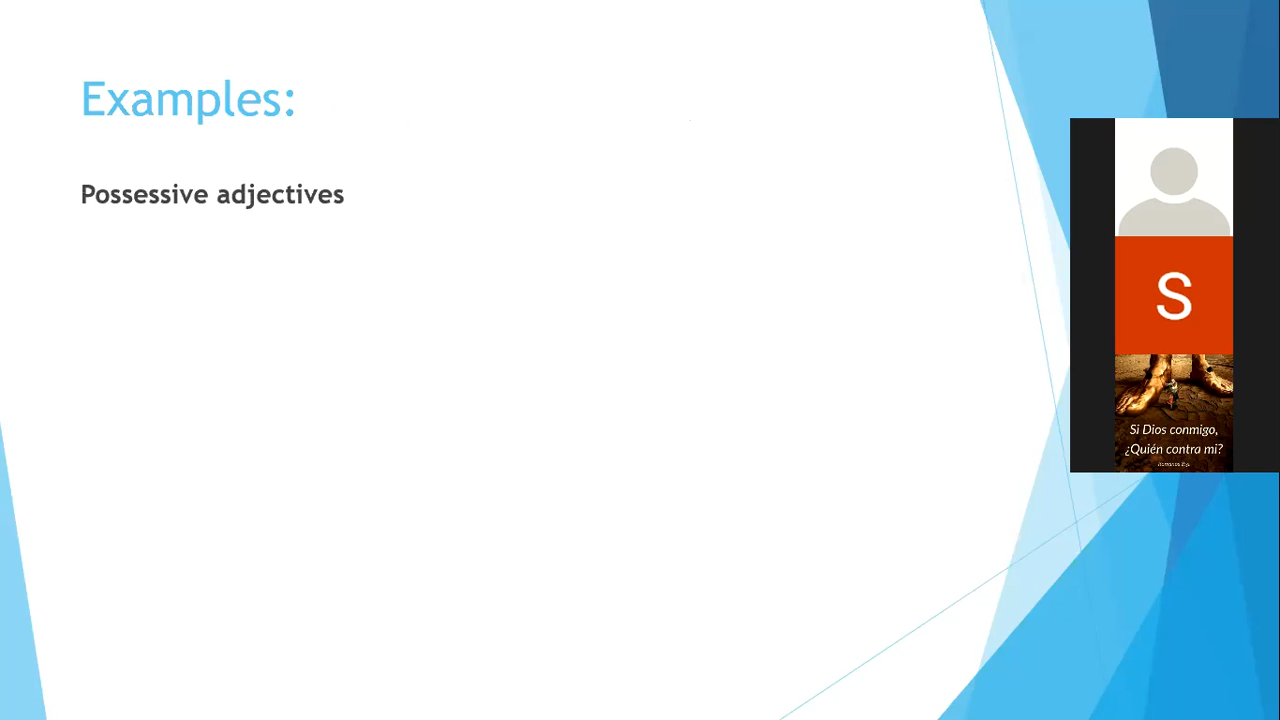 Examples:
Possessive adjectives
S
Si Dios conmigo,
¿Quién contra mi?